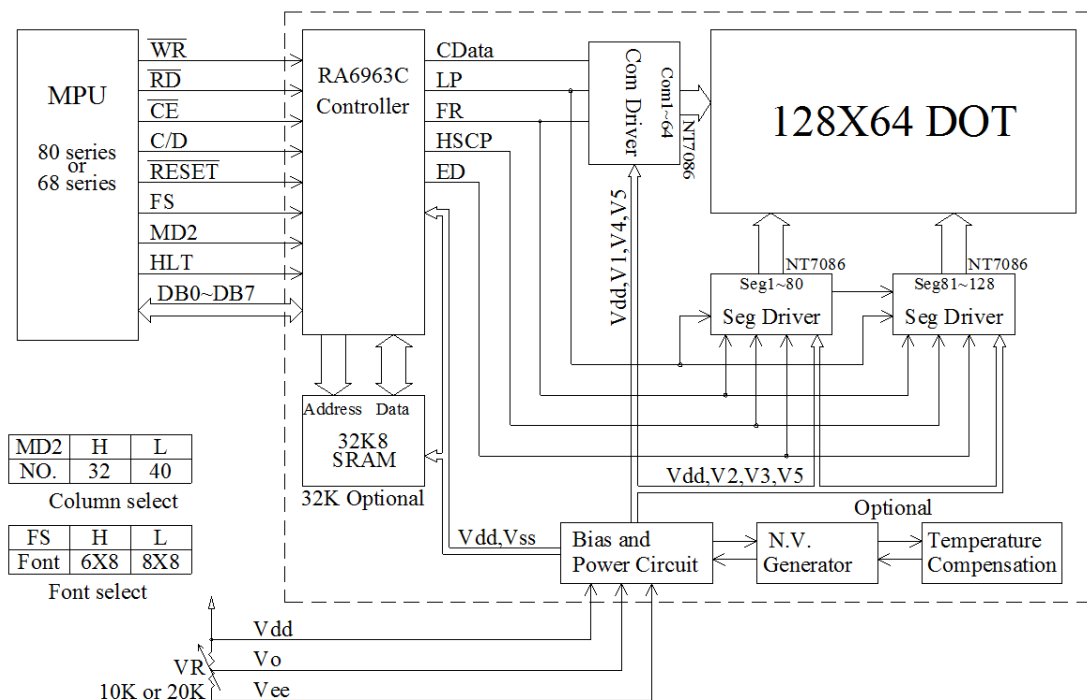 MPU
80 series
or
68 series
WR
RD
CE
C/D
RESET
FS
MD2
HLT
DB0~DB7
RA6963C
Controller
CData
LP
FR
HSCP
ED
Com Driver
Com1~64
NT7086
128X64 DOT
Vdd,V1,V4,V5
NT7086
NT7086
Seg1~80
Seg Driver
Seg81~128
Seg Driver
Address Data
32K8
SRAM
32K Optional
MD2 H L
NO. 32 40
Column select
FS H L
Font 6X8 8X8
Font select
Vdd,V2,V3,V5
Optional
Vdd,Vss
Bias and
Power Circuit
N.V.
Generator
Temperature
Compensation
Vdd
Vo
Vee
VR
10K or 20K